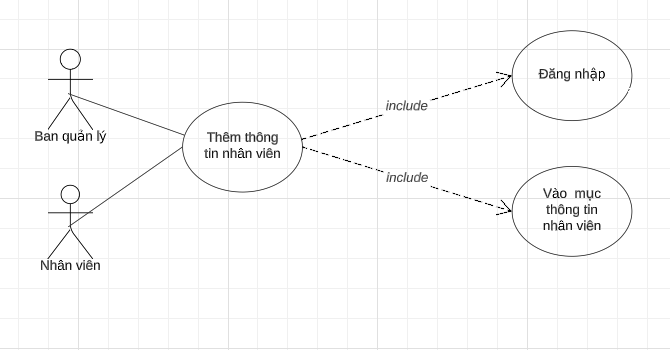 Ban quản lý
Nhân viên
Thêm thông
tin nhân viên
include
include
Đăng nhập
Vào mục
thông tin
nhân viên